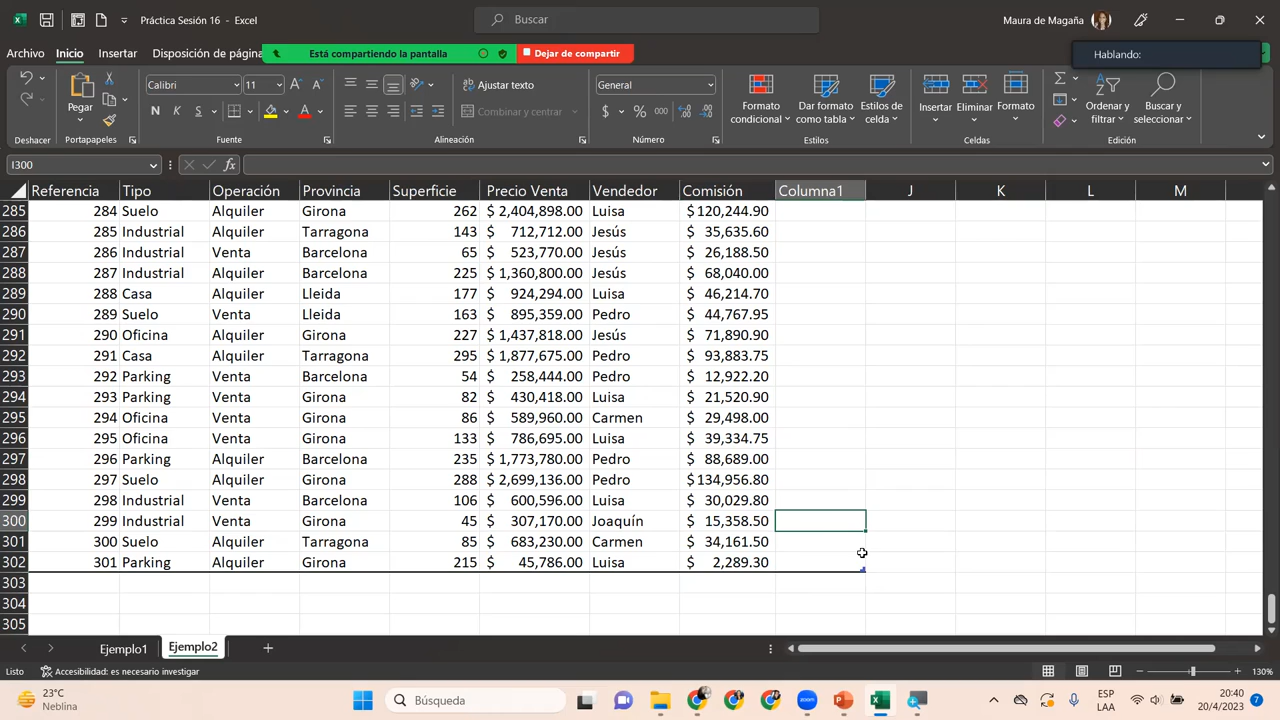 Práctica Sesión 16 - Excel
Buscar
Maura de Magaña
Archivo Inicio Insertar Disposición de página
Está compartiendo la pantalla
Dejar de compartir
Hablando:
Pegar
Calibri 11
N K S
Ajustar texto
Combinar y centrar
General
$ % 000
Formato condicional
Dar formato como tabla
Estilos de celda
Insertar Eliminar Formato
Ordenar y filtrar
Buscar y seleccionar
Deshacer Portapapeles Fuente Alineación Número Estilos Celdas Edición
I300 fx
Referencia Tipo Operación Provincia Superficie Precio Venta Vendedor Comisión Columna1 J K L M
285 284 Suelo Alquiler Girona 262 $ 2,404,898.00 Luisa $120,244.90
286 285 Industrial Alquiler Tarragona 143 $ 712,712.00 Jesús $ 35,635.60
287 286 Industrial Venta Barcelona 65 $ 523,770.00 Jesús $ 26,188.50
288 287 Industrial Alquiler Barcelona 225 $ 1,360,800.00 Jesús $ 68,040.00
289 288 Casa Alquiler Lleida 177 $ 924,294.00 Luisa $ 46,214.70
290 289 Suelo Venta Lleida 163 $ 895,359.00 Pedro $ 44,767.95
291 290 Oficina Alquiler Girona 227 $ 1,437,818.00 Jesús $ 71,890.90
292 291 Casa Alquiler Tarragona 295 $ 1,877,675.00 Pedro $ 93,883.75
293 292 Parking Venta Barcelona 54 $ 258,444.00 Pedro $ 12,922.20
294 293 Parking Venta Girona 82 $ 430,418.00 Luisa $ 21,520.90
295 294 Oficina Venta Girona 86 $ 589,960.00 Carmen $ 29,498.00
296 295 Oficina Venta Girona 133 $ 786,695.00 Luisa $ 39,334.75
297 296 Parking Alquiler Barcelona 235 $ 1,773,780.00 Pedro $ 88,689.00
298 297 Suelo Alquiler Girona 288 $ 2,699,136.00 Pedro $134,956.80
299 298 Industrial Venta Barcelona 106 $ 600,596.00 Luisa $ 30,029.80
300 299 Industrial Venta Girona 45 $ 307,170.00 Joaquín $ 15,358.50
301 300 Suelo Alquiler Tarragona 85 $ 683,230.00 Carmen $ 34,161.50
302 301 Parking Alquiler Girona 215 $ 45,786.00 Luisa $ 2,289.30
303
304
305
Ejemplo1 Ejemplo2
Listo Accesibilidad: es necesario investigar 130%
23°C
Neblina
Búsqueda
ESP
LAA
20:40
20/4/2023
7